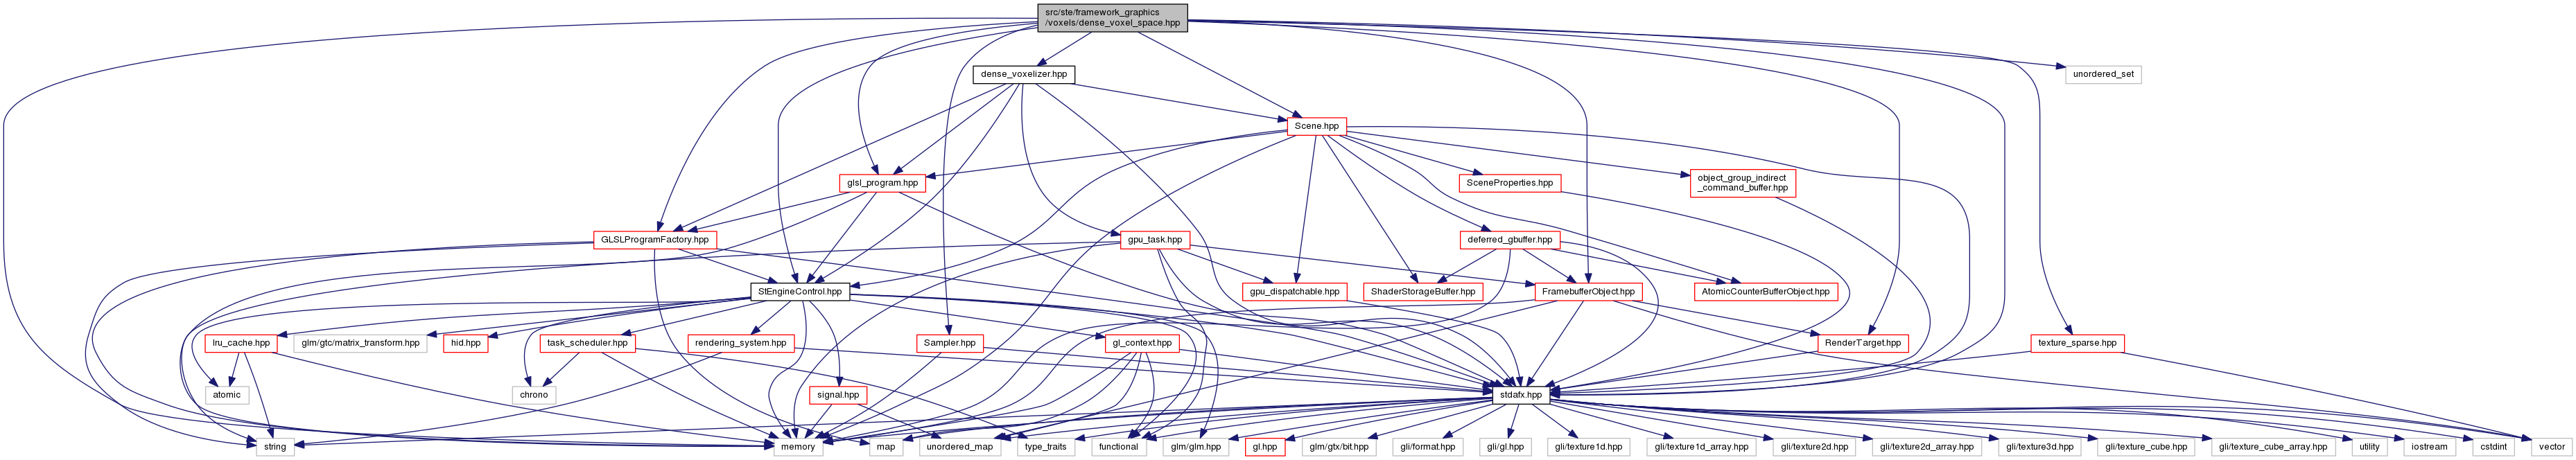 src/ste/framework_graphics
/voxels/dense_voxel_space.hpp
dense_voxelizer.hpp
unordered_set
Scene.hpp
glsl_program.hpp
SceneProperties.hpp
object_group_indirect
_command_buffer.hpp
GLSLProgramFactory.hpp
gpu_task.hpp
deferred_gbuffer.hpp
StEngineControl.hpp
gpu_dispatchable.hpp
ShaderStorageBuffer.hpp
FramebufferObject.hpp
AtomicCounterBufferObject.hpp
lru_cache.hpp
glm/gtc/matrix_transform.hpp
hid.hpp
task_scheduler.hpp
rendering_system.hpp
Sampler.hpp
gl_context.hpp
RenderTarget.hpp
texture_sparse.hpp
atomic
chrono
signal.hpp
stdafx.hpp
string
memory
map
unordered_map
type_traits
functional
glm/glm.hpp
gl.hpp
glm/gtx/bit.hpp
gli/format.hpp
gli/gl.hpp
gli/texture1d.hpp
gli/texture1d_array.hpp
gli/texture2d.hpp
gli/texture2d_array.hpp
gli/texture3d.hpp
gli/texture_cube.hpp
gli/texture_cube_array.hpp
utility
iostream
cstdint
vector